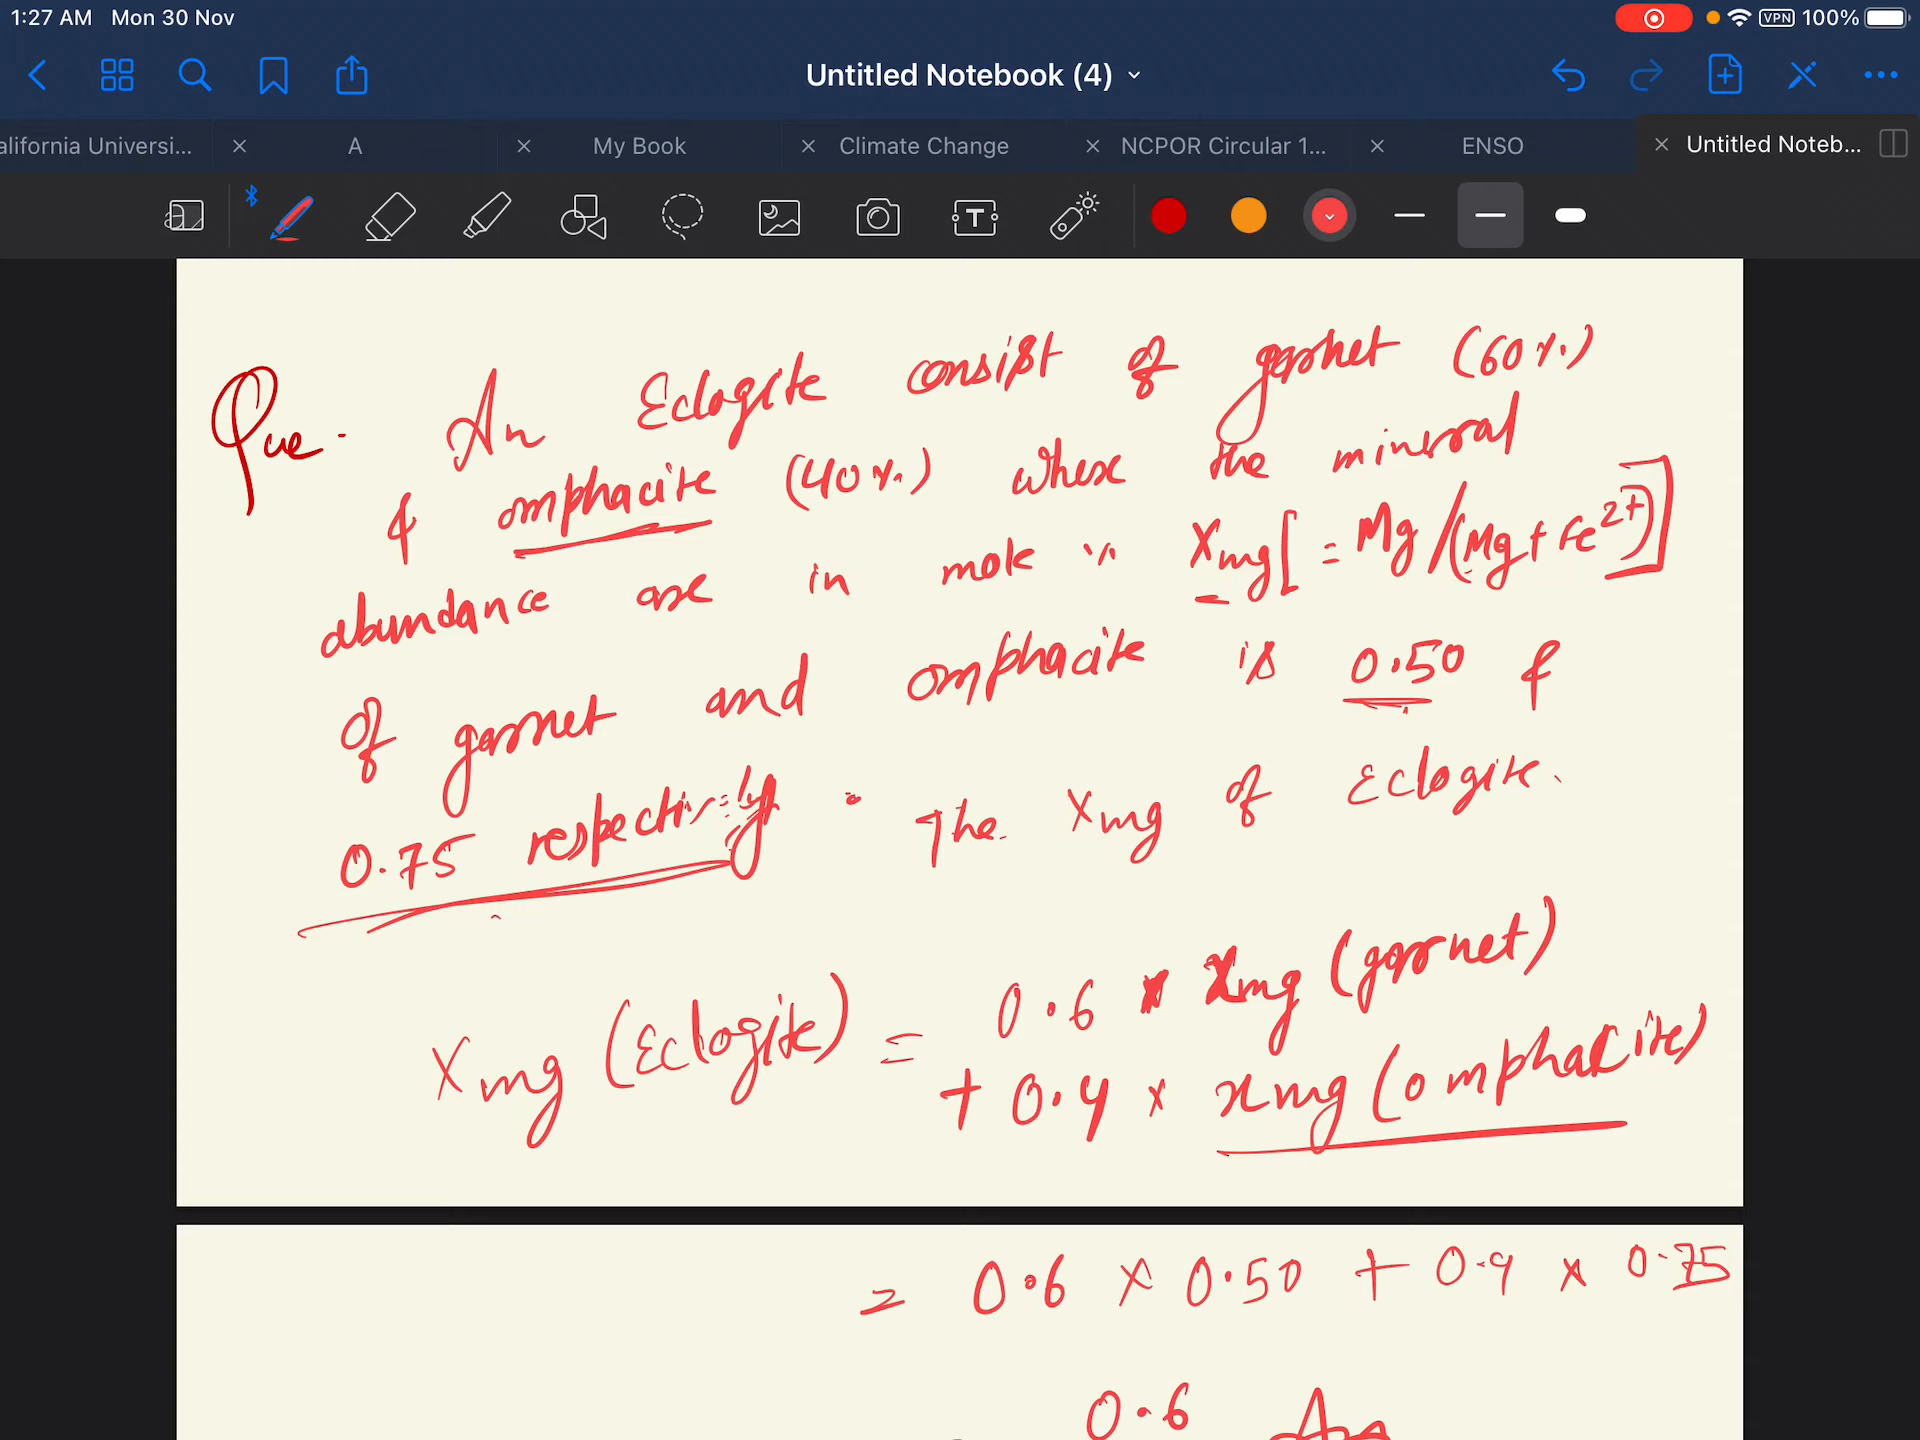 1:27 AM Mon 30 Nov VPN 100%
Untitled Notebook (4)
alifornia Universi... A My Book Climate Change NCPOR Circular 1... ENSO Untitled Noteb...
Que. An Eclogite consist of garnet (60%)
& omphacite (40%) where the mineral
abundance are in mole % Xmg[ = Mg/(Mg+Fe²⁺)]
of garnet and omphacite is 0.50 &
0.75 respectively. The Xmg of Eclogite.
Xmg (Eclogite) = 0.6 × Xmg (garnet)
+ 0.4 × xmg (omphacite)
= 0.6 × 0.50 + 0.4 × 0.75
0.6 Ans